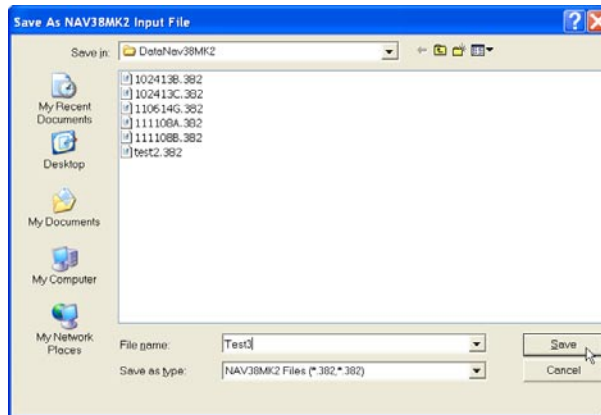 Save As NAV38MK2 Input File
Save in:
DataNav38MK2
My Recent
Documents
Desktop
My Documents
My Computer
My Network
Places
102413B.382
102413C.382
110614G.382
111108A.382
111108B.382
test2.382
File name:
Test3
Save
Save as type:
NAV38MK2 Files (*.382,*.382)
Cancel